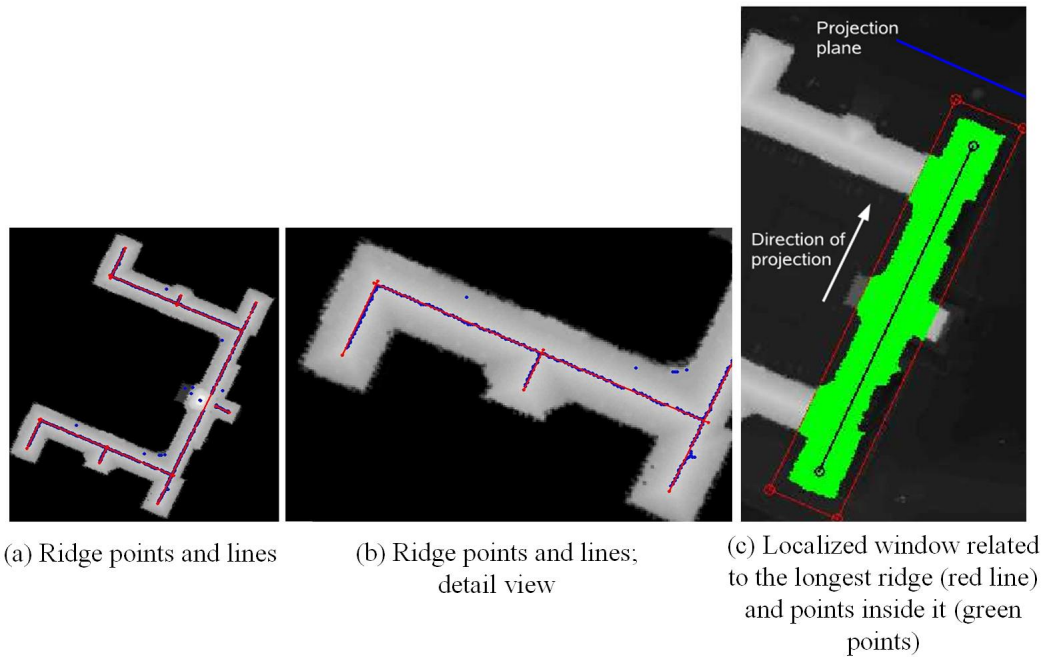 Projection
plane
Direction of
projection
(a) Ridge points and lines
(b) Ridge points and lines;
detail view
(c) Localized window related
to the longest ridge (red line)
and points inside it (green
points)